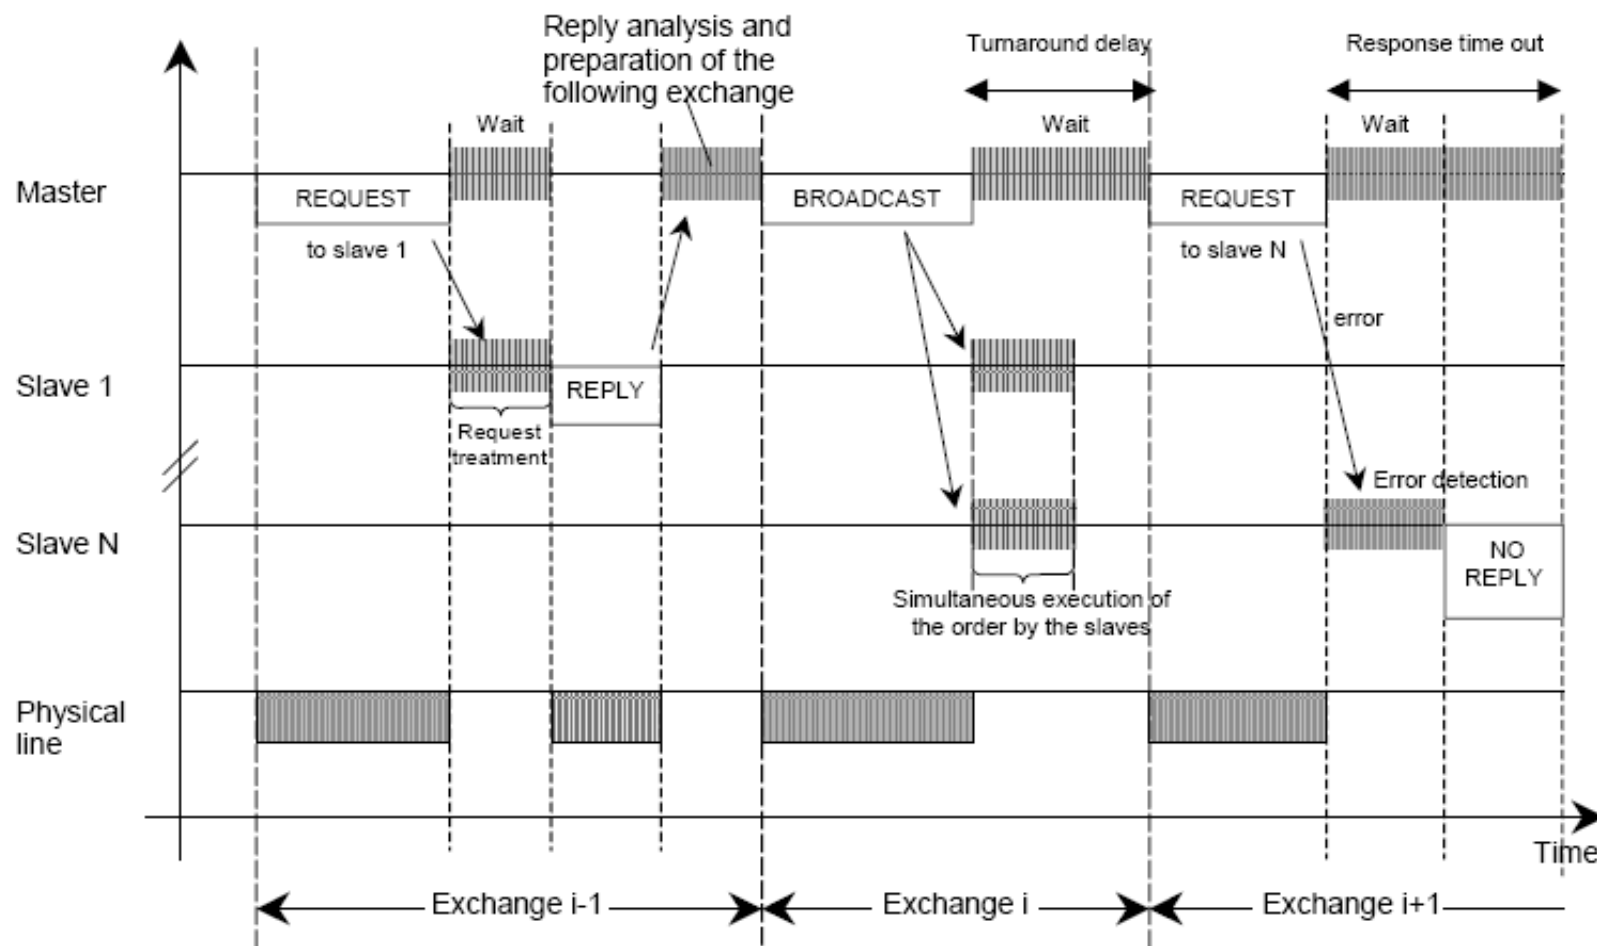 Reply analysis and
preparation of the
following exchange
Turnaround delay
Response time out
Wait
Wait
Wait
Master
REQUEST
BROADCAST
REQUEST
to slave 1
to slave N
error
Slave 1
REPLY
Request
treatment
Error detection
Slave N
NO
REPLY
Simultaneous execution of
the order by the slaves
Physical
line
Time
Exchange i-1
Exchange i
Exchange i+1